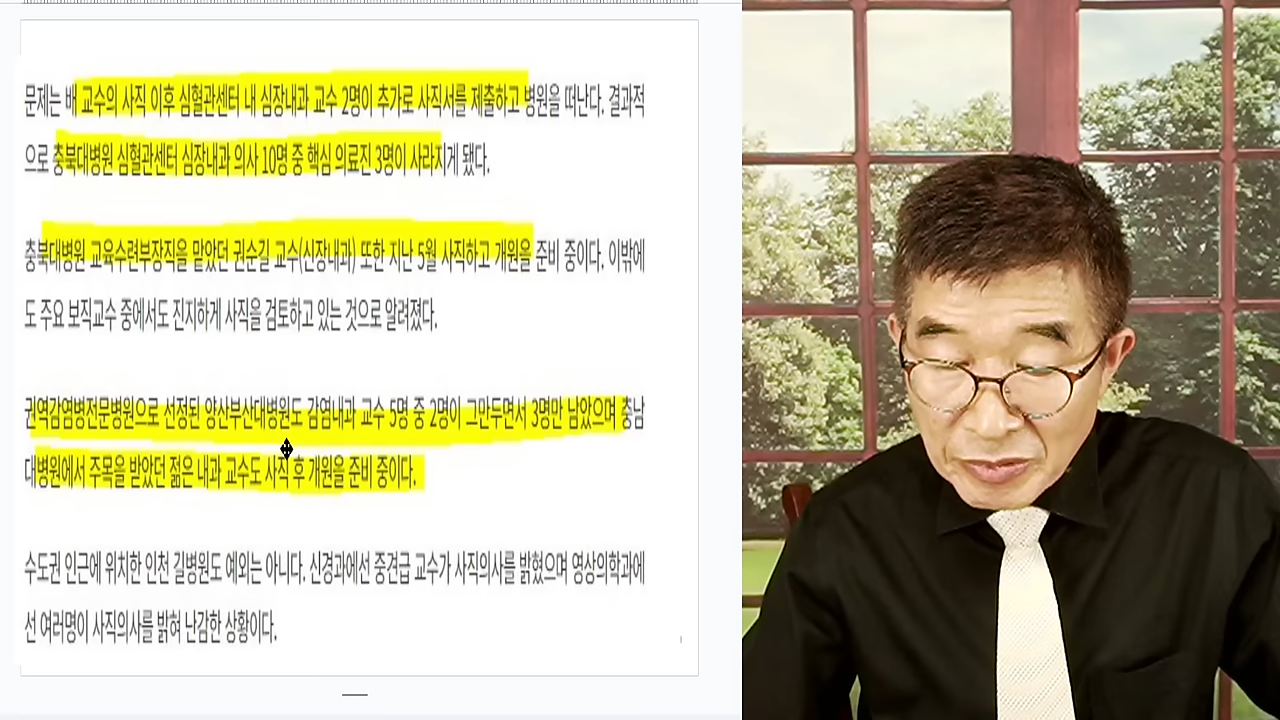 문제는 배 교수의 사직 이후 심혈관센터 내 심장내과 교수 2명이 추가로 사직서를 제출하고 병원을 떠난다. 결과적
으로 충북대병원 심혈관센터 심장내과 의사 10명 중 핵심 의료진 3명이 사라지게 됐다.
충북대병원 교육수련부장직을 맡았던 권순길 교수(신장내과) 또한 지난 5월 사직하고 개원을 준비 중이다. 이밖에
도 주요 보직교수 중에서도 진지하게 사직을 검토하고 있는 것으로 알려졌다.
권역감염병전문병원으로 선정된 양산부산대병원도 감염내과 교수 5명 중 2명이 그만두면서 3명만 남았으며 충남
대병원에서 주목을 받았던 젊은 내과 교수도 사직 후 개원을 준비 중이다.
수도권 인근에 위치한 인천 길병원도 예외는 아니다. 신경과에선 중견급 교수가 사직의사를 밝혔으며 영상의학과에
선 여러명이 사직의사를 밝혀 난감한 상황이다.